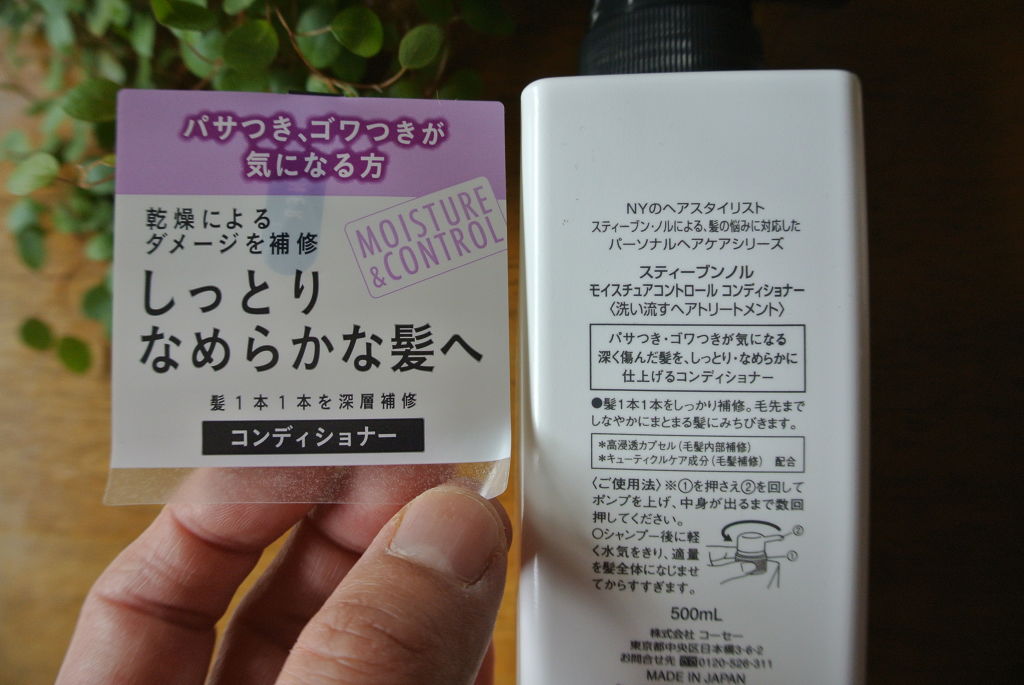 パサつき、ゴワつきが
気になる方
乾燥による
ダメージを補修
MOISTURE
&CONTROL
しっとり
なめらかな髪へ
髪1本1本を深層補修
コンディショナー
NYのヘアスタイリスト
スティーブン・ノルによる、髪の悩みに対応した
パーソナルヘアケアシリーズ
スティーブンノル
モイスチュアコントロール コンディショナー
〈洗い流すヘアトリートメント〉
パサつき・ゴワつきが気になる
深く傷んだ髪を、しっとり・なめらかに
仕上げるコンディショナー
●髪1本1本をしっかり補修。毛先まで
しなやかにまとまる髪にみちびきます。
*高浸透カプセル(毛髪内部補修)
*キューティクルケア成分(毛髪補修) 配合
〈ご使用法〉※①を押さえ②を回して
ポンプを上げ、中身が出るまで数回
押してください。
○シャンプー後に軽
く水気をきり、適量
を髪全体になじませ
てからすすぎます。
②
①
500mL
株式会社 コーセー
東京都中央区日本橋3-6-2
お問合せ先 0120-526-311
MADE IN JAPAN